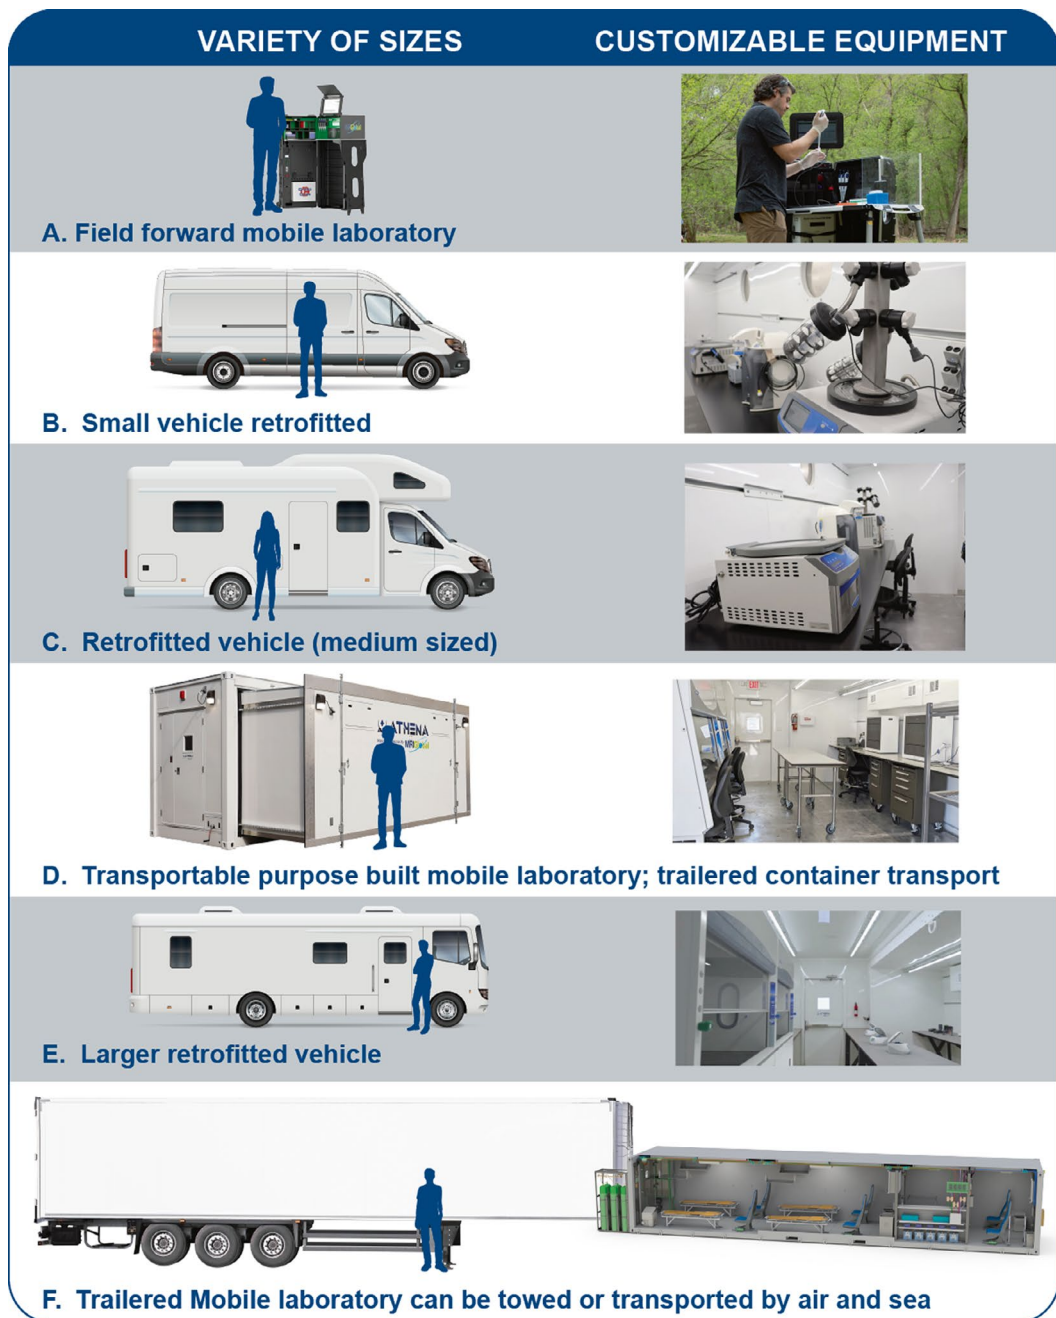 VARIETY OF SIZES
CUSTOMIZABLE EQUIPMENT
A. Field forward mobile laboratory
B. Small vehicle retrofitted
C. Retrofitted vehicle (medium sized)
ATHENA
D. Transportable purpose built mobile laboratory; trailered container transport
EXIT
E. Larger retrofitted vehicle
F. Trailered Mobile laboratory can be towed or transported by air and sea